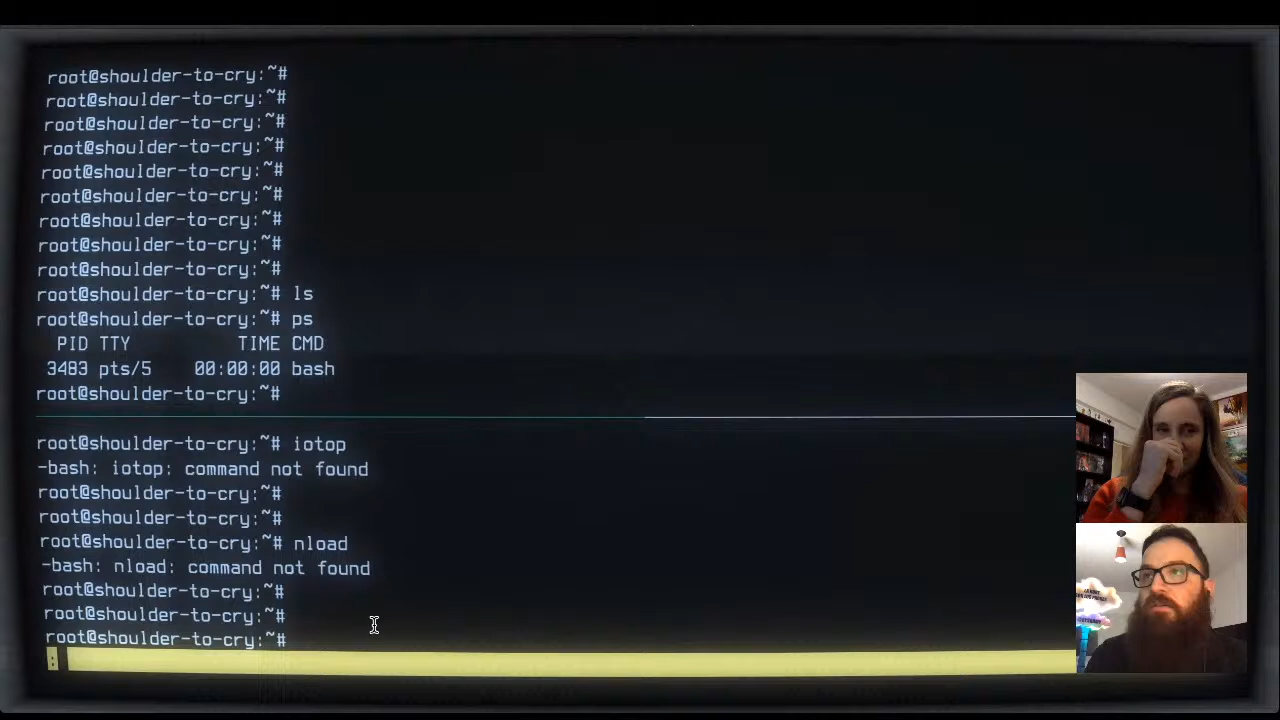 root@shoulder-to-cry:~#
root@shoulder-to-cry:~#
root@shoulder-to-cry:~#
root@shoulder-to-cry:~#
root@shoulder-to-cry:~#
root@shoulder-to-cry:~#
root@shoulder-to-cry:~#
root@shoulder-to-cry:~#
root@shoulder-to-cry:~#
root@shoulder-to-cry:~# ls
root@shoulder-to-cry:~# ps
PID TTY TIME CMD
3483 pts/5 00:00:00 bash
root@shoulder-to-cry:~#
root@shoulder-to-cry:~# iotop
-bash: iotop: command not found
root@shoulder-to-cry:~#
root@shoulder-to-cry:~#
root@shoulder-to-cry:~# nload
-bash: nload: command not found
root@shoulder-to-cry:~#
root@shoulder-to-cry:~#
root@shoulder-to-cry:~#
: